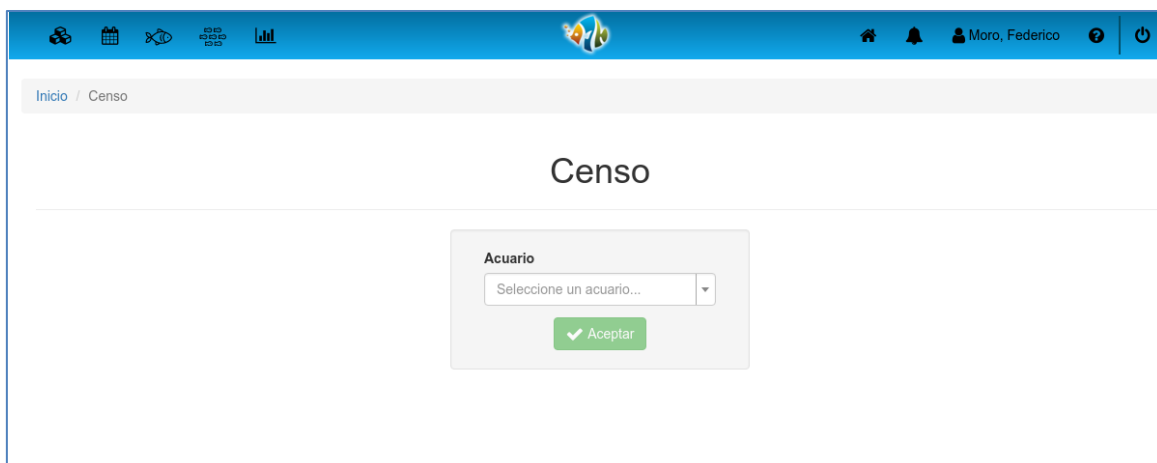 Moro, Federico
Inicio / Censo
Censo
Acuario
Seleccione un acuario...
Aceptar